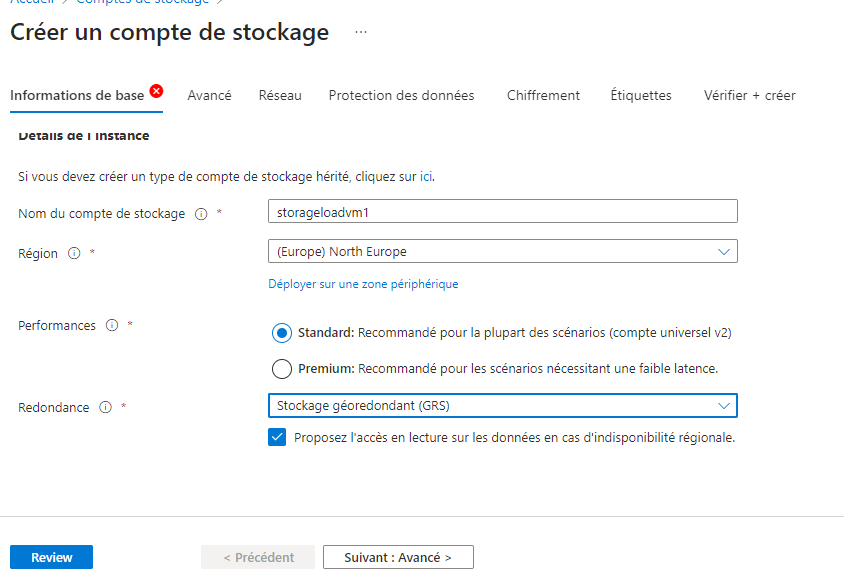 Accueil > Comptes de stockage >
Créer un compte de stockage ...
Informations de base Avancé Réseau Protection des données Chiffrement Étiquettes Vérifier + créer
Détails de l'instance
Si vous devez créer un type de compte de stockage hérité, cliquez sur ici.
Nom du compte de stockage * storageloadvm1
Région * (Europe) North Europe
Déployer sur une zone périphérique
Performances * Standard: Recommandé pour la plupart des scénarios (compte universel v2)
Premium: Recommandé pour les scénarios nécessitant une faible latence.
Redondance * Stockage géoredondant (GRS)
Proposez l'accès en lecture sur les données en cas d'indisponibilité régionale.
Review < Précédent Suivant : Avancé >